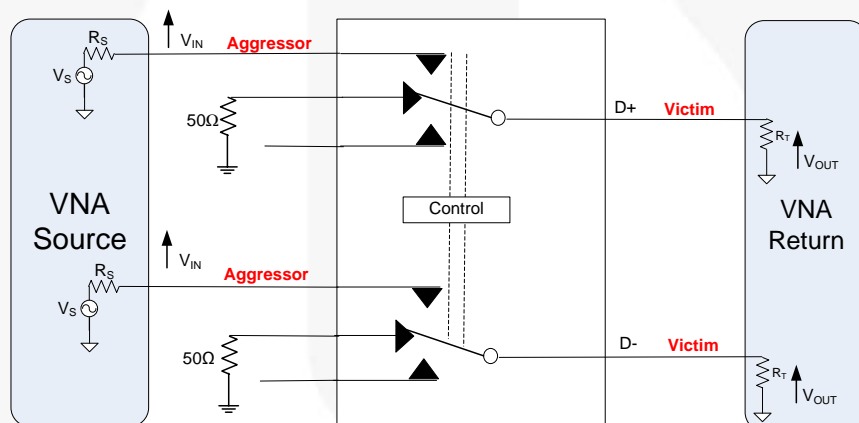 RS
VIN
Aggressor
VS
50Ω
D+
Victim
RT
VOUT
VNA
Source
Control
VNA
Return
VIN
RS
Aggressor
VS
50Ω
D-
Victim
RT
VOUT